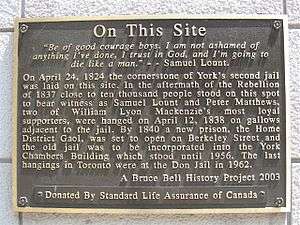 On This Site
"Be of good courage boys. I am not ashamed of
anything I've done, I trust in God, and I'm going to
die like a man." - - Samuel Lount.
On April 24, 1824 the cornerstone of York's second jail
was laid on this site. In the aftermath of the Rebellion
of 1837 close to ten thousand people stood on this spot
to bear witness as Samuel Lount and Peter Matthews,
two of William Lyon Mackenzie's most loyal
supporters, were hanged on April 12, 1838 on gallows
adjacent to the jail. By 1840 a new prison, the Home
District Gaol, was set to open on Berkeley Street and
the old jail was to be incorporated into the York
Chambers Building which stood until 1956. The last
hangings in Toronto were at the Don Jail in 1962.
A Bruce Bell History Project 2003
~ Donated By Standard Life Assurance of Canada ~